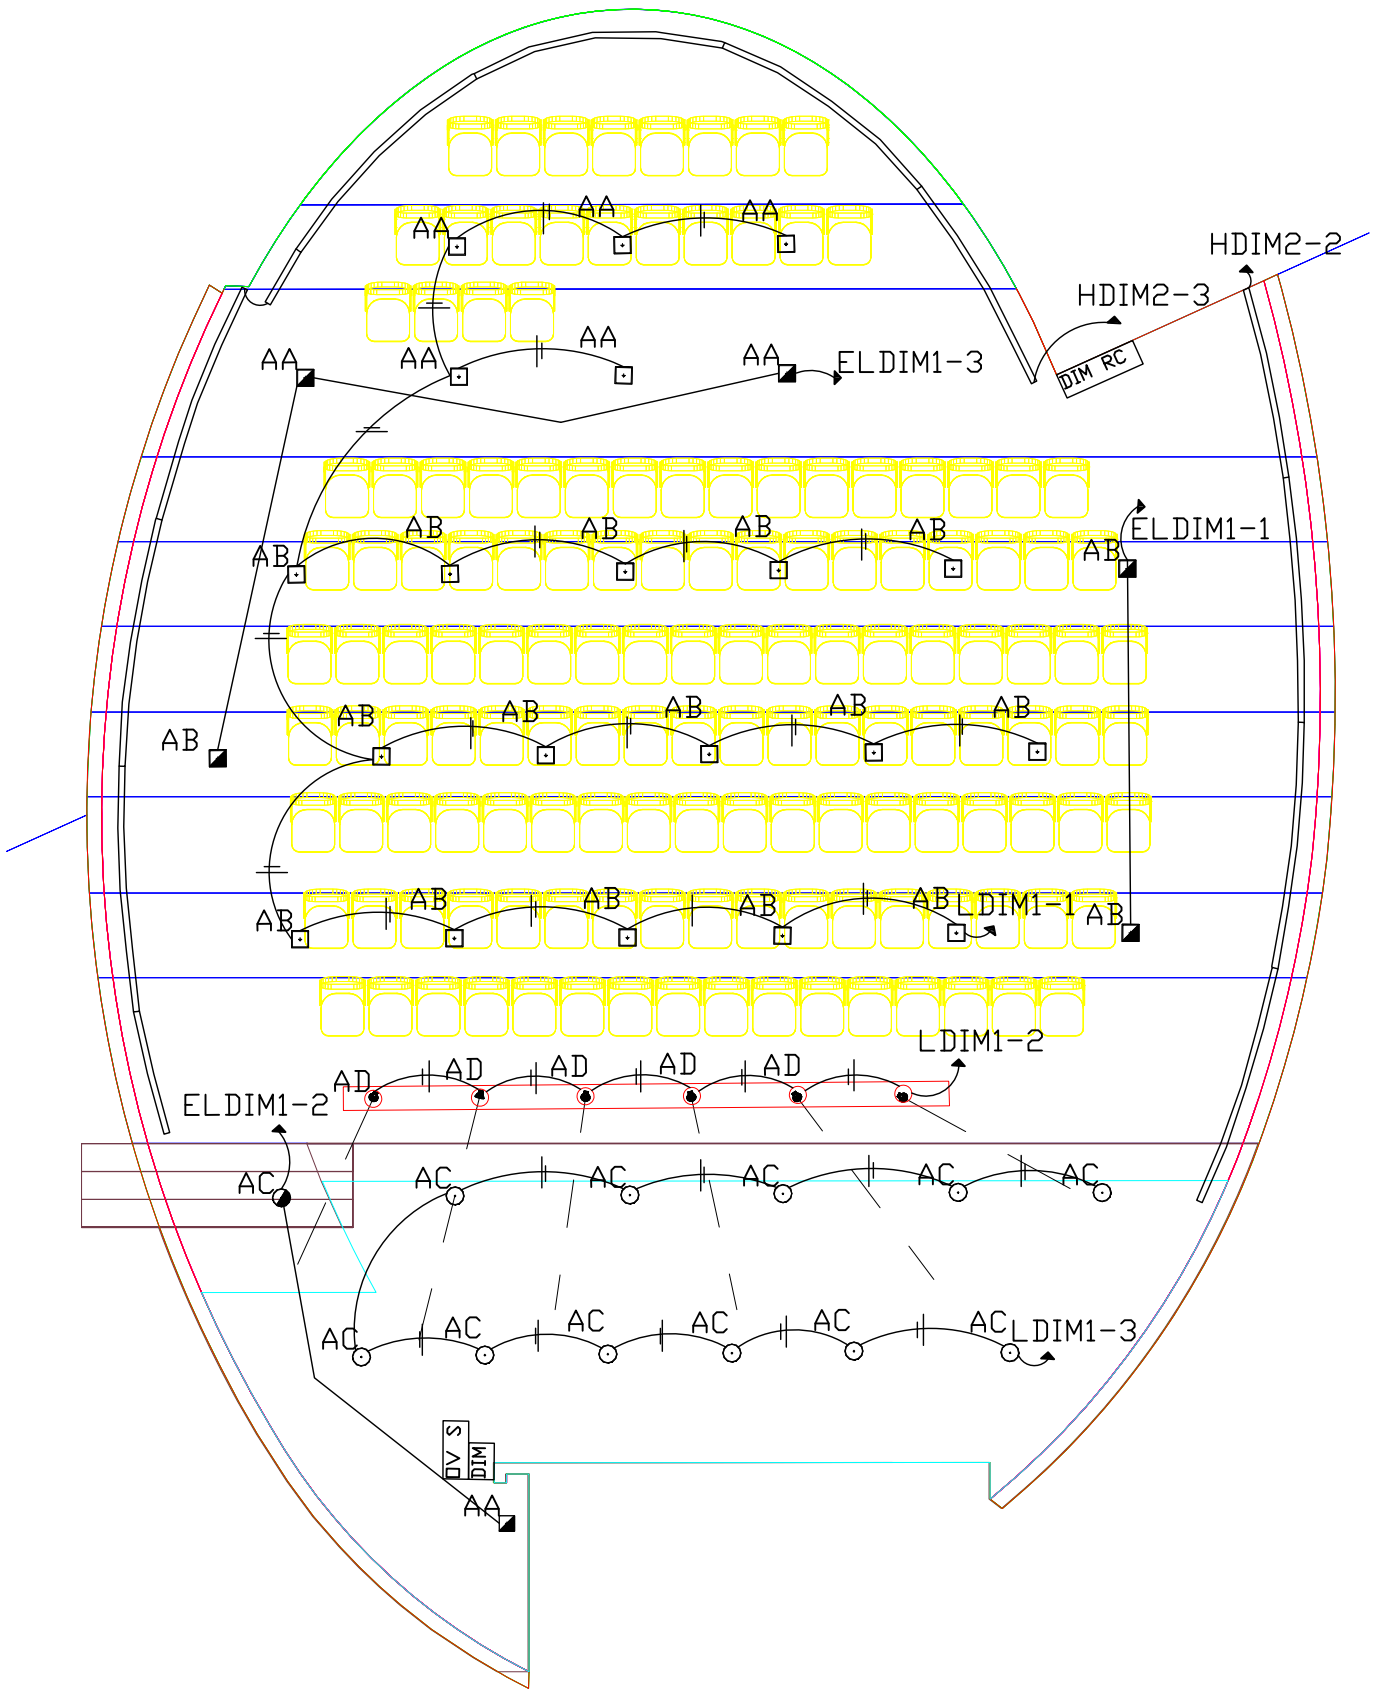 AA AA AA
HDIM2-2
HDIM2-3
AA AA AA AA ELDIM1-3
DIM RC
AB AB AB AB AB AB ELDIM1-1
AB AB AB AB AB
AB
AB AB AB AB AB LDIM1-1 AB
LDIM1-2
AD AD AD AD AD
ELDIM1-2
AC AC AC AC AC AC
AC AC AC AC AC AC LDIM1-3
OV S
DIM
AA